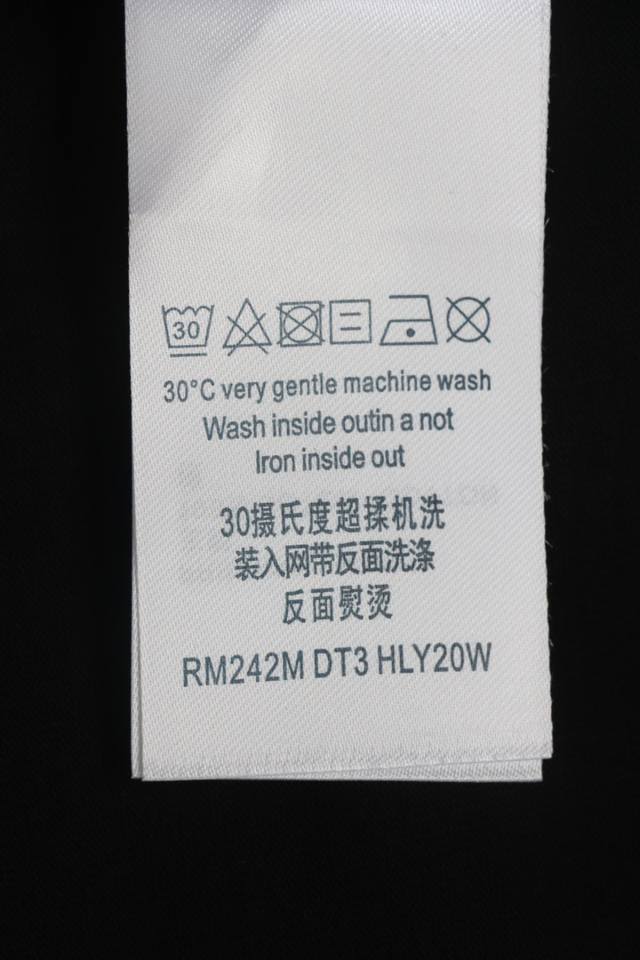 30
30°C very gentle machine wash
Wash inside outin a not
Iron inside out
30摄氏度超揉机洗
装入网带反面洗涤
反面熨烫
RM242M DT3 HLY20W